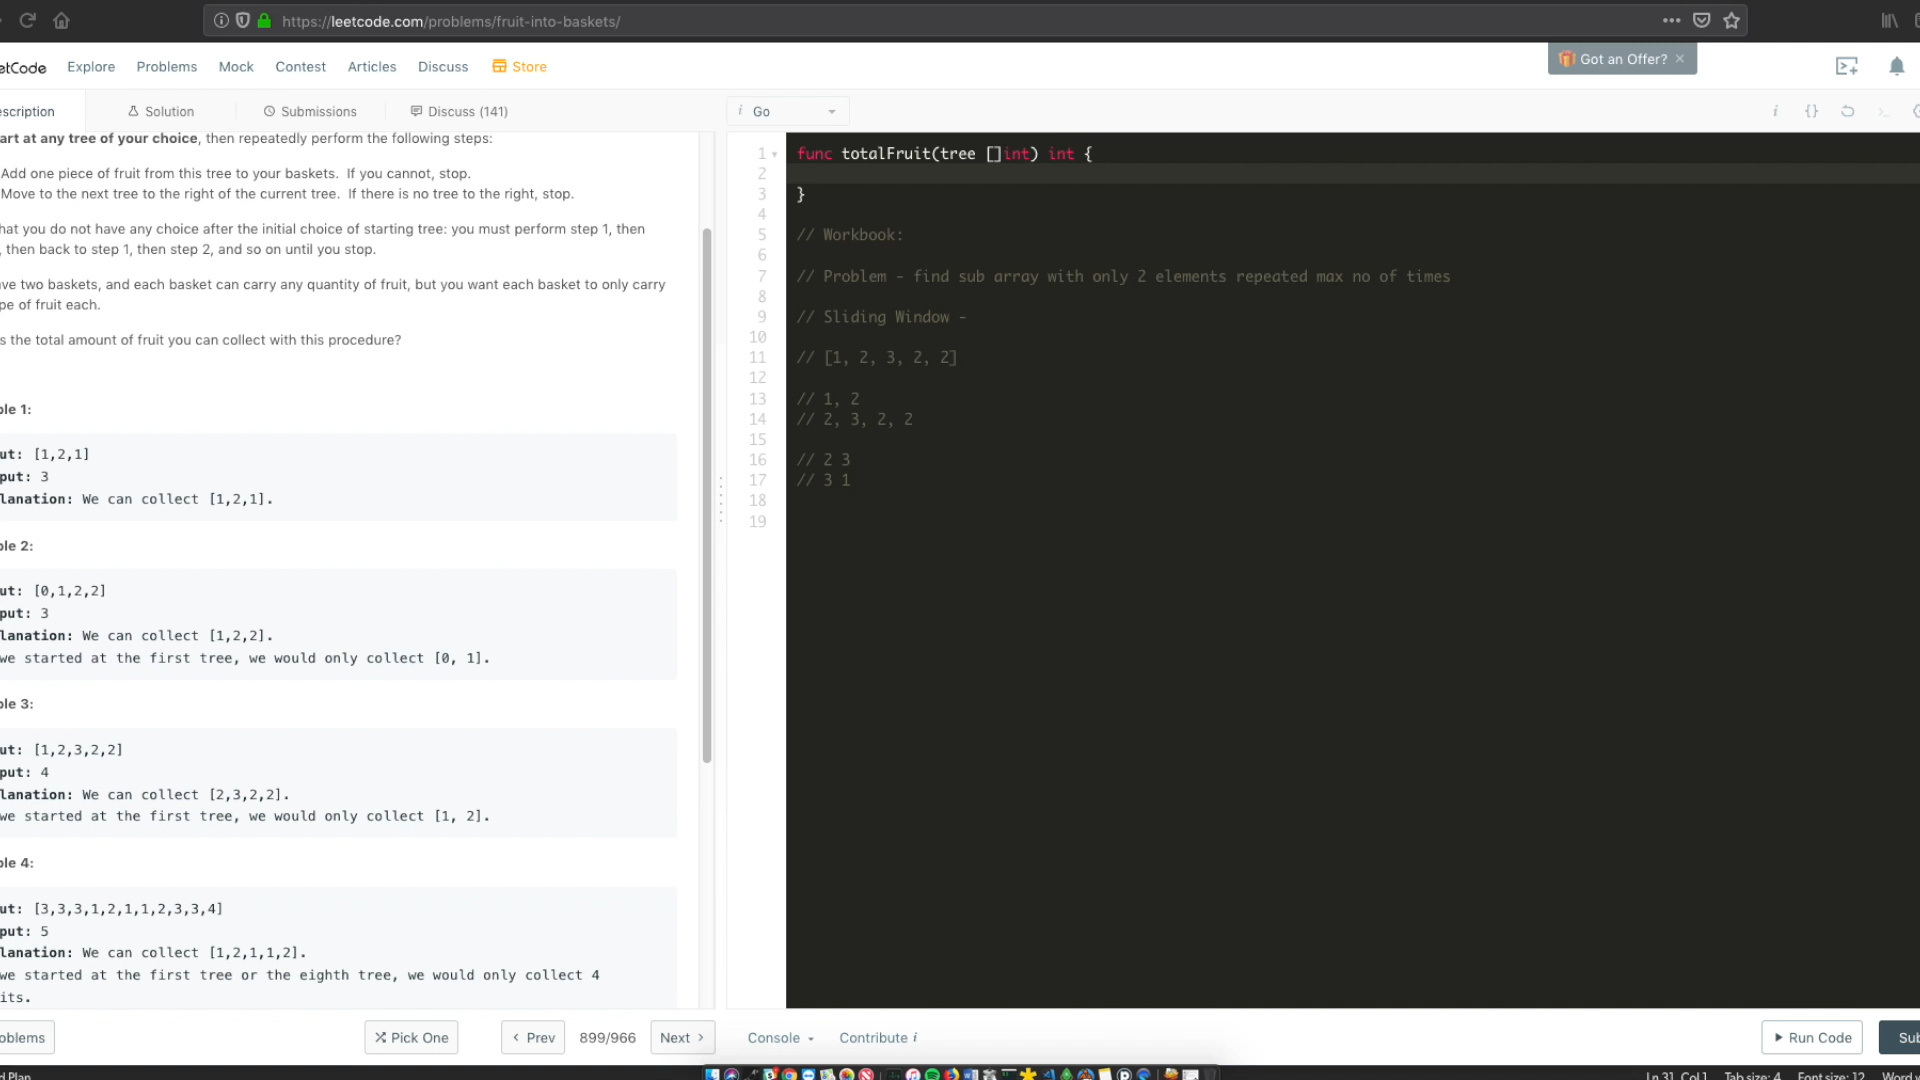 https://leetcode.com/problems/fruit-into-baskets/
etCode Explore Problems Mock Contest Articles Discuss Store
Got an Offer? ×
escription Solution Submissions Discuss (141)
i Go
art at any tree of your choice, then repeatedly perform the following steps:
Add one piece of fruit from this tree to your baskets. If you cannot, stop.
Move to the next tree to the right of the current tree. If there is no tree to the right, stop.
hat you do not have any choice after the initial choice of starting tree: you must perform step 1, then
, then back to step 1, then step 2, and so on until you stop.
ve two baskets, and each basket can carry any quantity of fruit, but you want each basket to only carry
pe of fruit each.
s the total amount of fruit you can collect with this procedure?
ple 1:
ut: [1,2,1]
put: 3
lanation: We can collect [1,2,1].
ple 2:
ut: [0,1,2,2]
put: 3
lanation: We can collect [1,2,2].
we started at the first tree, we would only collect [0, 1].
ple 3:
ut: [1,2,3,2,2]
put: 4
lanation: We can collect [2,3,2,2].
we started at the first tree, we would only collect [1, 2].
ple 4:
ut: [3,3,3,1,2,1,1,2,3,3,4]
put: 5
lanation: We can collect [1,2,1,1,2].
we started at the first tree or the eighth tree, we would only collect 4
its.
1 func totalFruit(tree []int) int {
2
3 }
4
5 // Workbook:
6
7 // Problem - find sub array with only 2 elements repeated max no of times
8
9 // Sliding Window -
10
11 // [1, 2, 3, 2, 2]
12
13 // 1, 2
14 // 2, 3, 2, 2
15
16 // 2 3
17 // 3 1
18
19
oblems Pick One < Prev 899/966 Next > Console Contribute i Run Code Sub
d Plan
Ln 31, Col 1 Tab size: 4 Font size: 12 Word